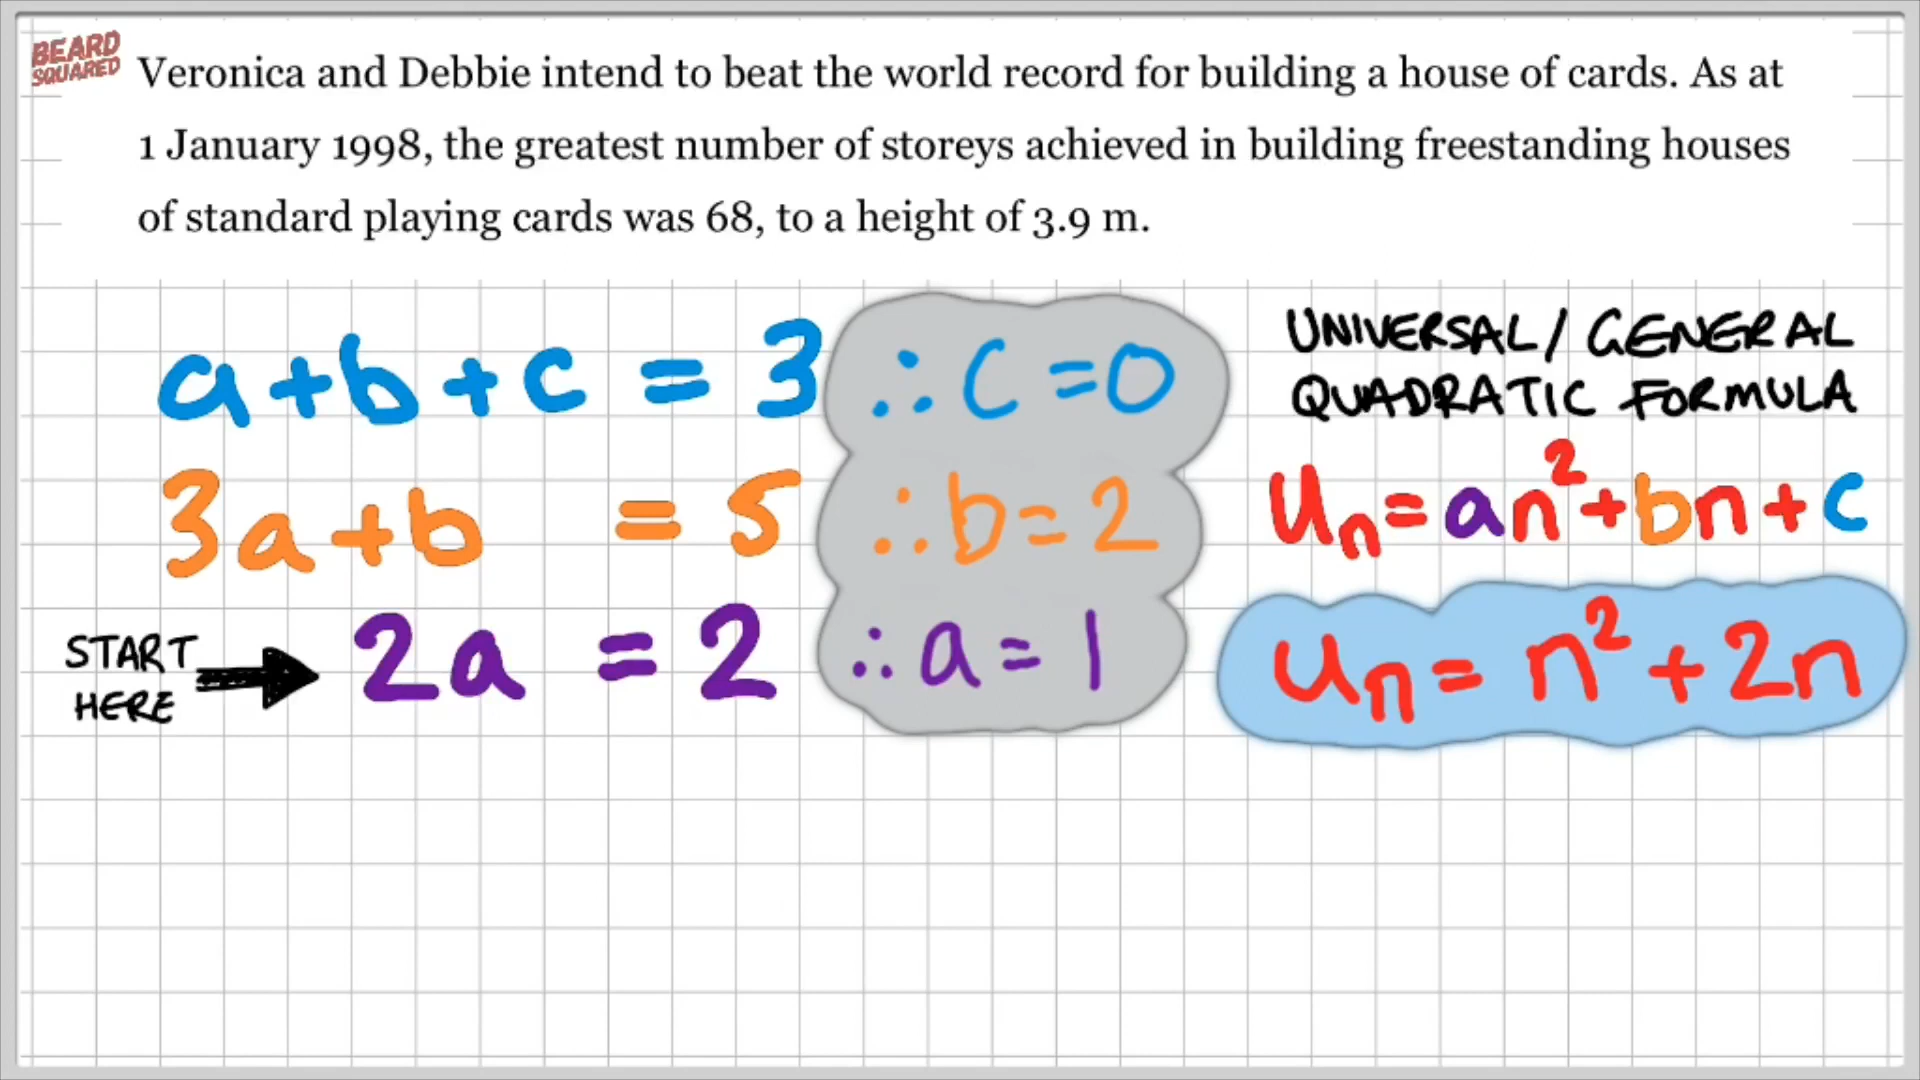 BEARD
SQUARED
Veronica and Debbie intend to beat the world record for building a house of cards. As at
1 January 1998, the greatest number of storeys achieved in building freestanding houses
of standard playing cards was 68, to a height of 3.9 m.
a+b+c = 3 ∴ c = 0
3a+b = 5 ∴ b = 2
START
HERE
2a = 2 ∴ a = 1
UNIVERSAL / GENERAL
QUADRATIC FORMULA
uₙ = an² + bn + c
uₙ = n² + 2n